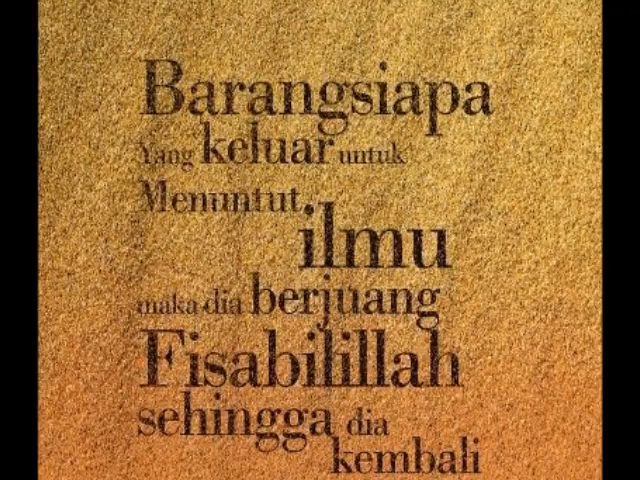 Barangsiapa
Yang keluar untuk
Menuntut
ilmu
maka dia berjuang
Fisabilillah
sehingga dia
kembali